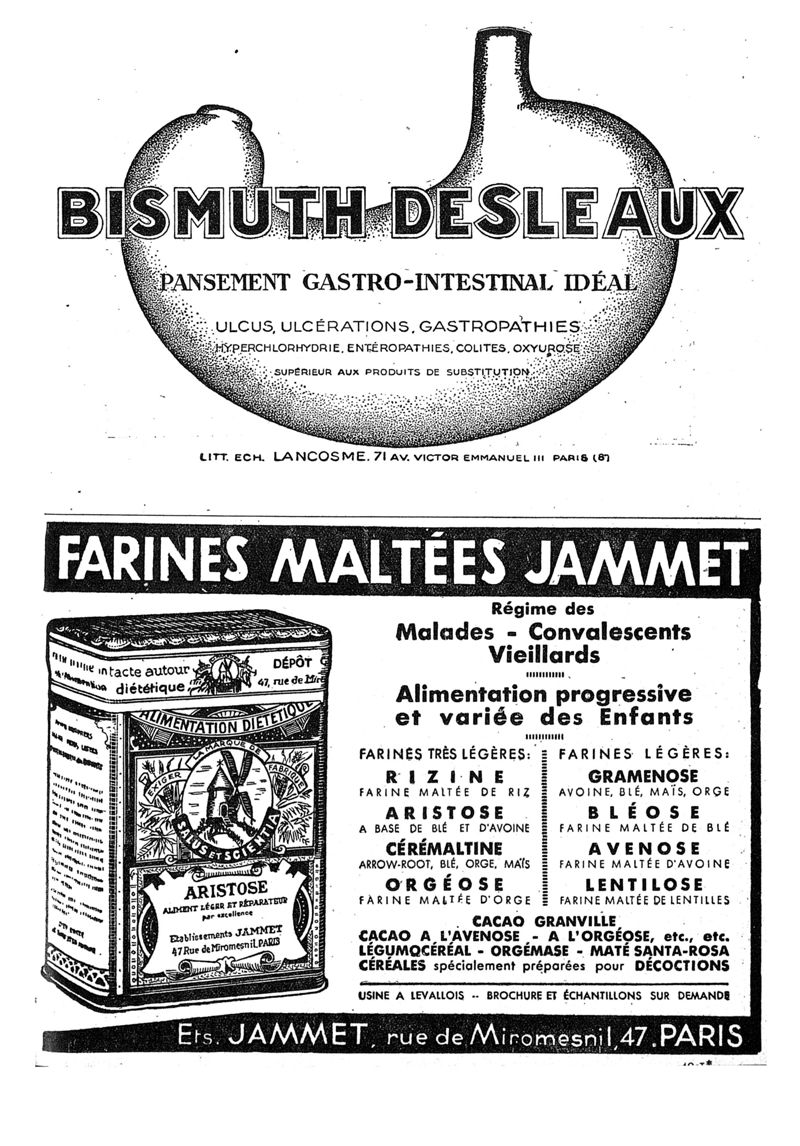 BISMUTH DESLEAUX
PANSEMENT GASTRO-INTESTINAL IDÉAL
ULCUS, ULCÉRATIONS, GASTROPATHIES
HYPERCHLORHYDRIE, ENTÉROPATHIES, COLITES, OXYUROSE
SUPÉRIEUR AUX PRODUITS DE SUBSTITUTION
LITT. ECH. LANCOSME. 71 AV. VICTOR EMMANUEL III PARIS (8ᵉ)
FARINES MALTÉES JAMMET
Régime des
Malades - Convalescents
Vieillards
Alimentation progressive
et variée des Enfants
FARINES TRÈS LÉGÈRES:
RIZINE
FARINE MALTÉE DE RIZ
ARISTOSE
A BASE DE BLÉ ET D'AVOINE
CÉRÉMALTINE
ARROW-ROOT, BLÉ, ORGE, MAÏS
ORGÉOSE
FARINE MALTÉE D'ORGE
FARINES LÉGÈRES:
GRAMENOSE
AVOINE, BLÉ, MAÏS, ORGE
BLÉOSE
FARINE MALTÉE DE BLÉ
AVENOSE
FARINE MALTÉE D'AVOINE
LENTILOSE
FARINE MALTÉE DE LENTILLES
CACAO GRANVILLE
CACAO A L'AVENOSE - A L'ORGÉOSE, etc., etc.
LÉGUMOCÉRÉAL - ORGÉMASE - MATÉ SANTA-ROSA
CÉRÉALES spécialement préparées pour DÉCOCTIONS
USINE A LEVALLOIS -- BROCHURE ET ÉCHANTILLONS SUR DEMANDE
intacte autour
diététique
DÉPÔT
47, rue de Miro
ALIMENTATION DIÉTÉTIQUE
EXIGER LA MARQUE DE FABRIQUE
SALUS ET SCIENTIA
ARISTOSE
ALIMENT LÉGER ET RÉPARATEUR
par excellence
Etablissements JAMMET
47 Rue de Miromesnil. PARIS
Ets. JAMMET, rue de Miromesnil, 47. PARIS